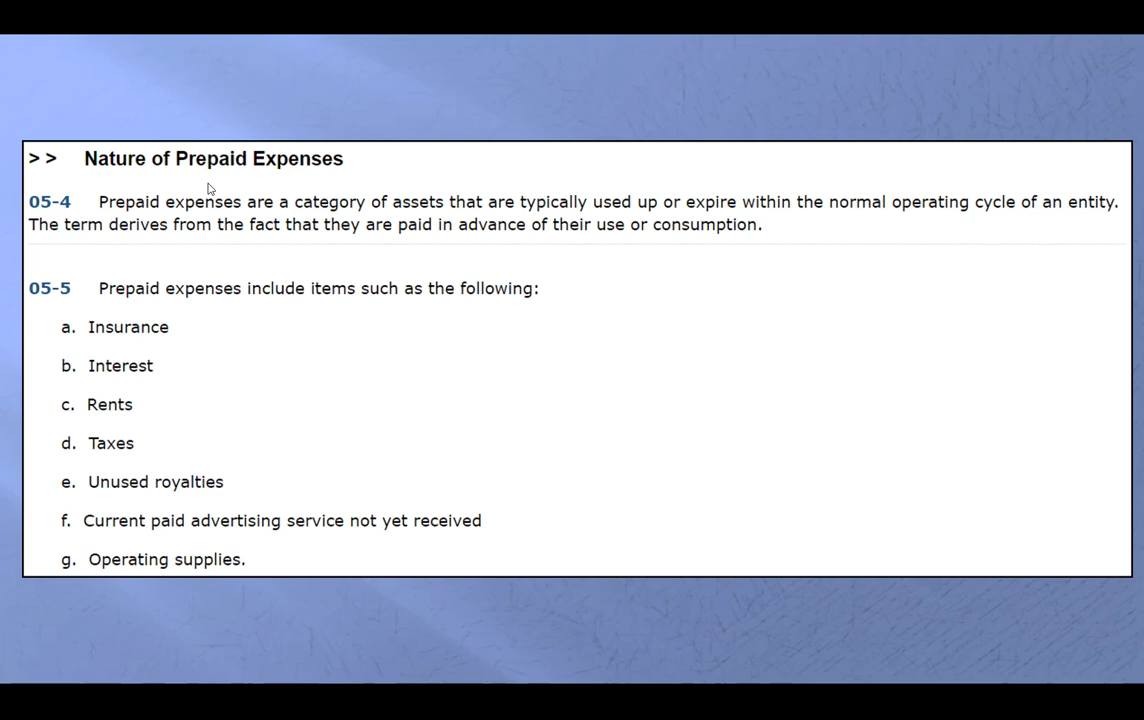 > > Nature of Prepaid Expenses
05-4 Prepaid expenses are a category of assets that are typically used up or expire within the normal operating cycle of an entity.
The term derives from the fact that they are paid in advance of their use or consumption.
05-5 Prepaid expenses include items such as the following:
a. Insurance
b. Interest
c. Rents
d. Taxes
e. Unused royalties
f. Current paid advertising service not yet received
g. Operating supplies.